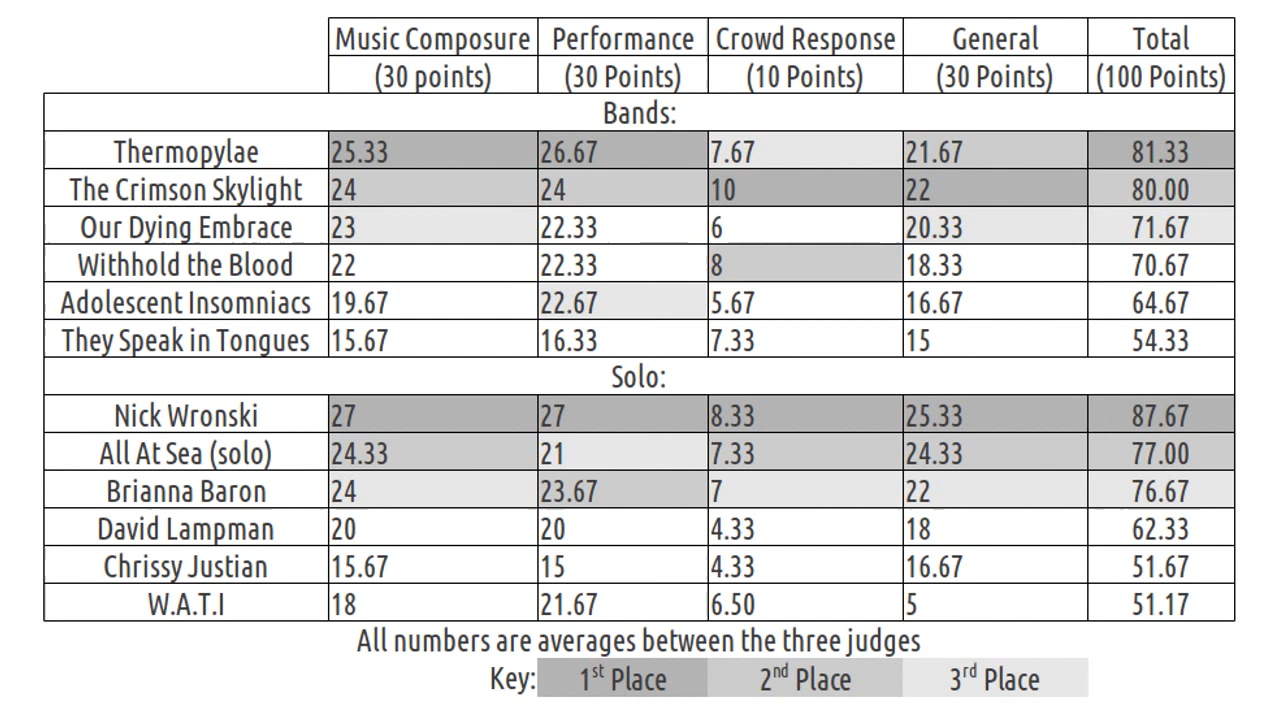 Music Composure Performance Crowd Response General Total
(30 points) (30 Points) (10 Points) (30 Points) (100 Points)
Bands:
Thermopylae 25.33 26.67 7.67 21.67 81.33
The Crimson Skylight 24 24 10 22 80.00
Our Dying Embrace 23 22.33 6 20.33 71.67
Withhold the Blood 22 22.33 8 18.33 70.67
Adolescent Insomniacs 19.67 22.67 5.67 16.67 64.67
They Speak in Tongues 15.67 16.33 7.33 15 54.33
Solo:
Nick Wronski 27 27 8.33 25.33 87.67
All At Sea (solo) 24.33 21 7.33 24.33 77.00
Brianna Baron 24 23.67 7 22 76.67
David Lampman 20 20 4.33 18 62.33
Chrissy Justian 15.67 15 4.33 16.67 51.67
W.A.T.I 18 21.67 6.50 5 51.17
All numbers are averages between the three judges
Key: 1st Place 2nd Place 3rd Place